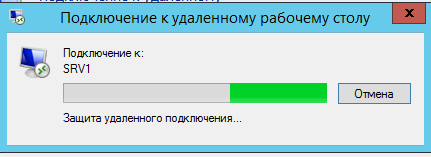 Подключение к удаленному рабочему столу
x
Подключение к:
SRV1
Отмена
Защита удаленного подключения...